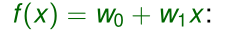 f(x) = w₀ + w₁x: